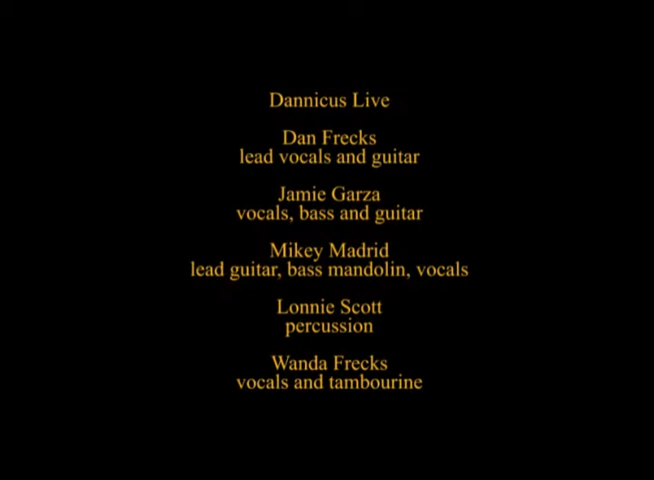 Dannicus Live
Dan Frecks
lead vocals and guitar
Jamie Garza
vocals, bass and guitar
Mikey Madrid
lead guitar, bass mandolin, vocals
Lonnie Scott
percussion
Wanda Frecks
vocals and tambourine